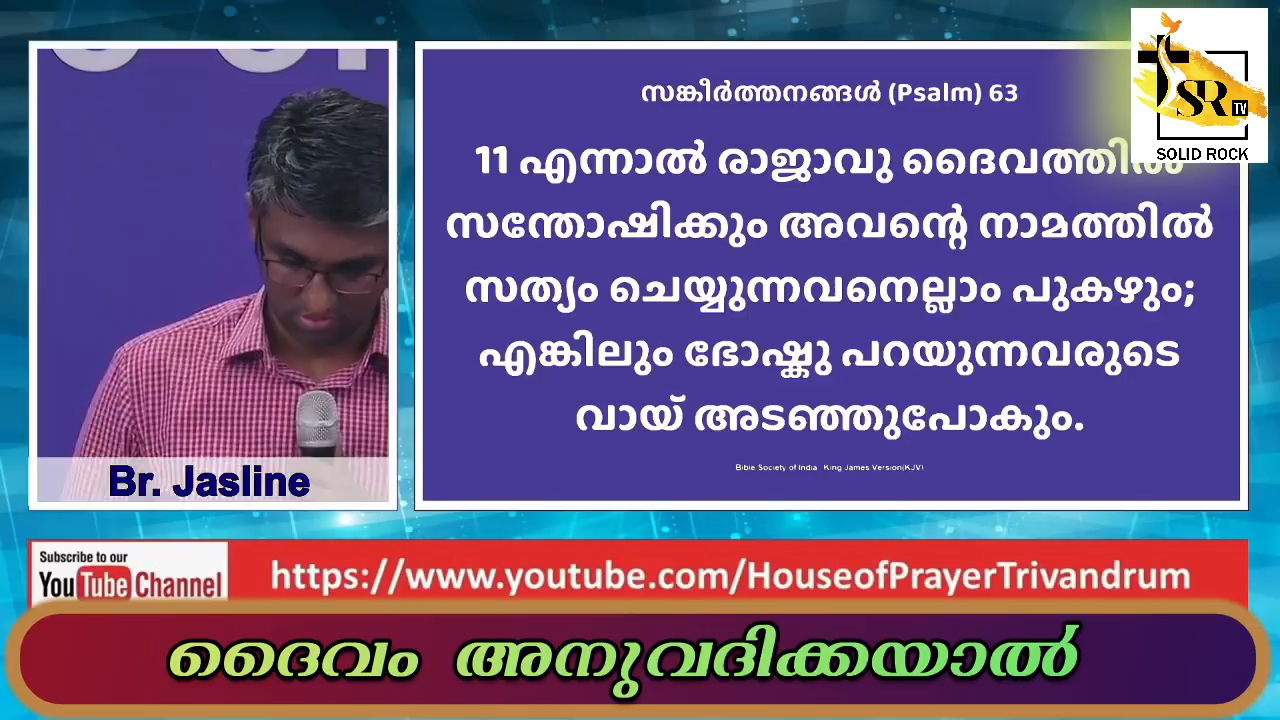 സങ്കീർത്തനങ്ങൾ (Psalm) 63
11 എന്നാൽ രാജാവു ദൈവത്തിൽ
സന്തോഷിക്കും അവന്റെ നാമത്തിൽ
സത്യം ചെയ്യുന്നവനെല്ലാം പുകഴും;
എങ്കിലും ഭോഷ്കു പറയുന്നവരുടെ
വായ് അടഞ്ഞുപോകും.
Bible Society of India King James Version(KJV)
SR TV
SOLID ROCK
Br. Jasline
Subscribe to our
YouTube Channel
https://www.youtube.com/HouseofPrayerTrivandrum
ദൈവം അനുവദിക്കയാൽ